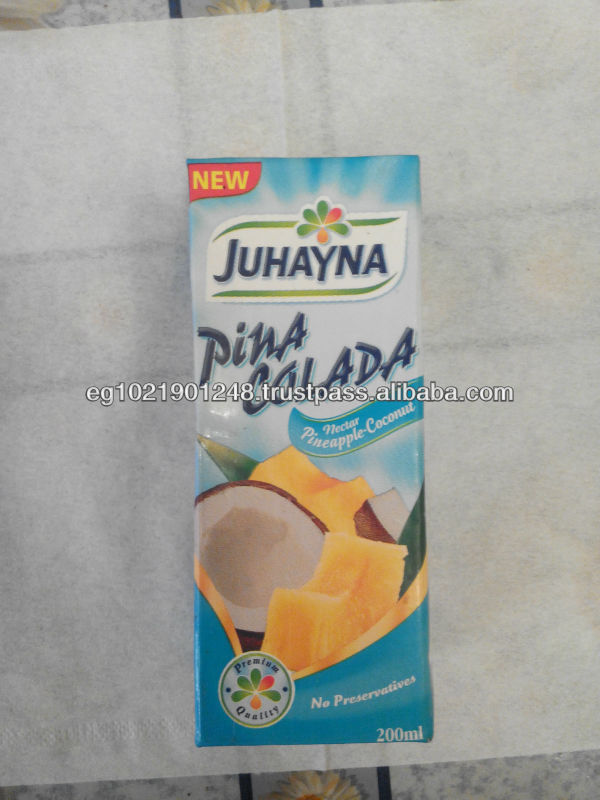 NEW
JUHAYNA
Pina
COLADA
eg1021901248.trustpass.alibaba.com
Nectar
Pineapple-Coconut
Premium
Quality
No Preservatives
200ml